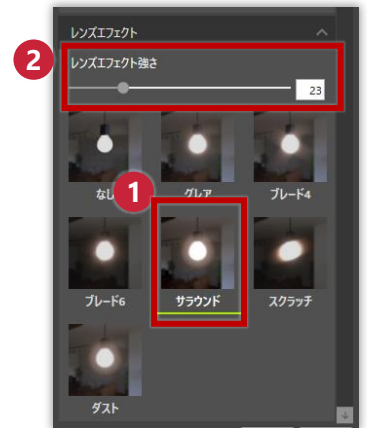 レンズエフェクト
2
レンズエフェクト強さ
23
1
なし グレア ブレード4
ブレード6 サラウンド スクラッチ
ダスト